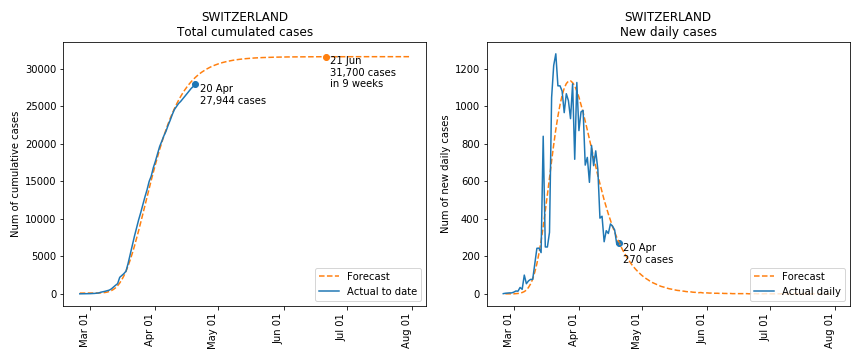 SWITZERLAND
Total cumulated cases
Num of cumulative cases
30000
25000
20000
15000
10000
5000
0
21 Jun
31,700 cases
in 9 weeks
20 Apr
27,944 cases
Forecast
Actual to date
Mar 01
Apr 01
May 01
Jun 01
Jul 01
Aug 01
SWITZERLAND
New daily cases
Num of new daily cases
1200
1000
800
600
400
200
0
20 Apr
270 cases
Forecast
Actual daily
Mar 01
Apr 01
May 01
Jun 01
Jul 01
Aug 01